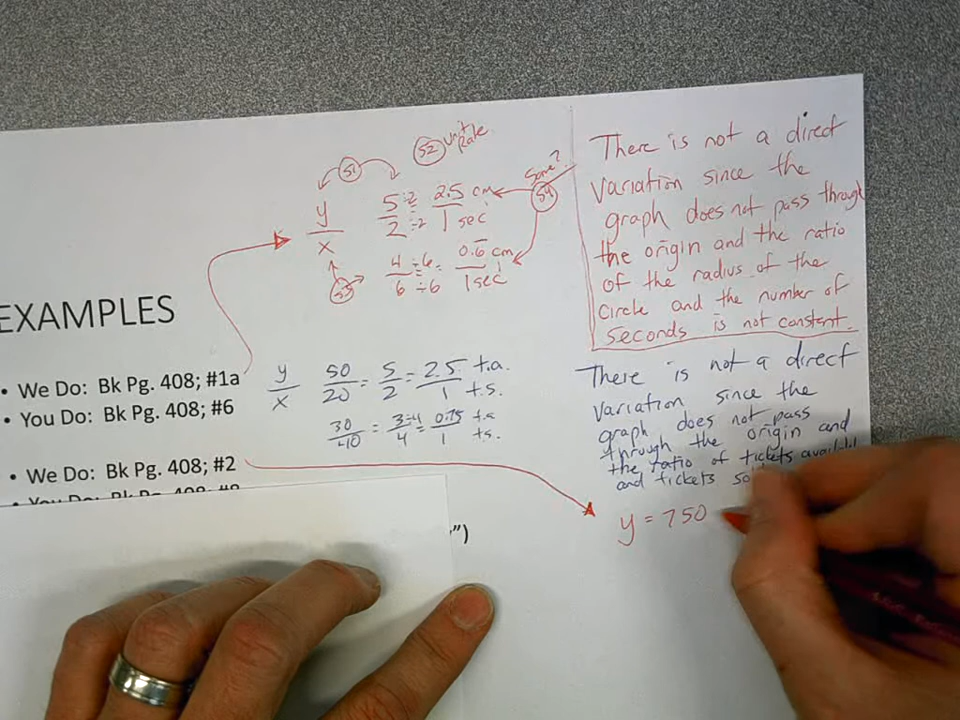 S1
S2 Unit Rate
y/x
5/2 ÷2/÷2 2.5 cm/1 sec
Same?
S4
S3
4/6 ÷6/÷6 = 0.6̅ cm/1 sec
There is not a direct
variation since the
graph does not pass through
the origin and the ratio
of the radius of the
circle and the number of
seconds is not constant.
EXAMPLES
• We Do: Bk Pg. 408; #1a
• You Do: Bk Pg. 408; #6
y/x 50/20 = 5/2 = 2.5/1 t.a./t.s.
30/40 = 3÷4/4 = 0.75/1 t.a/t.s.
There is not a direct
variation since the
graph does not pass
through the origin and
the ratio of tickets
and tickets
• We Do: Bk Pg. 408; #2
y = 750
")